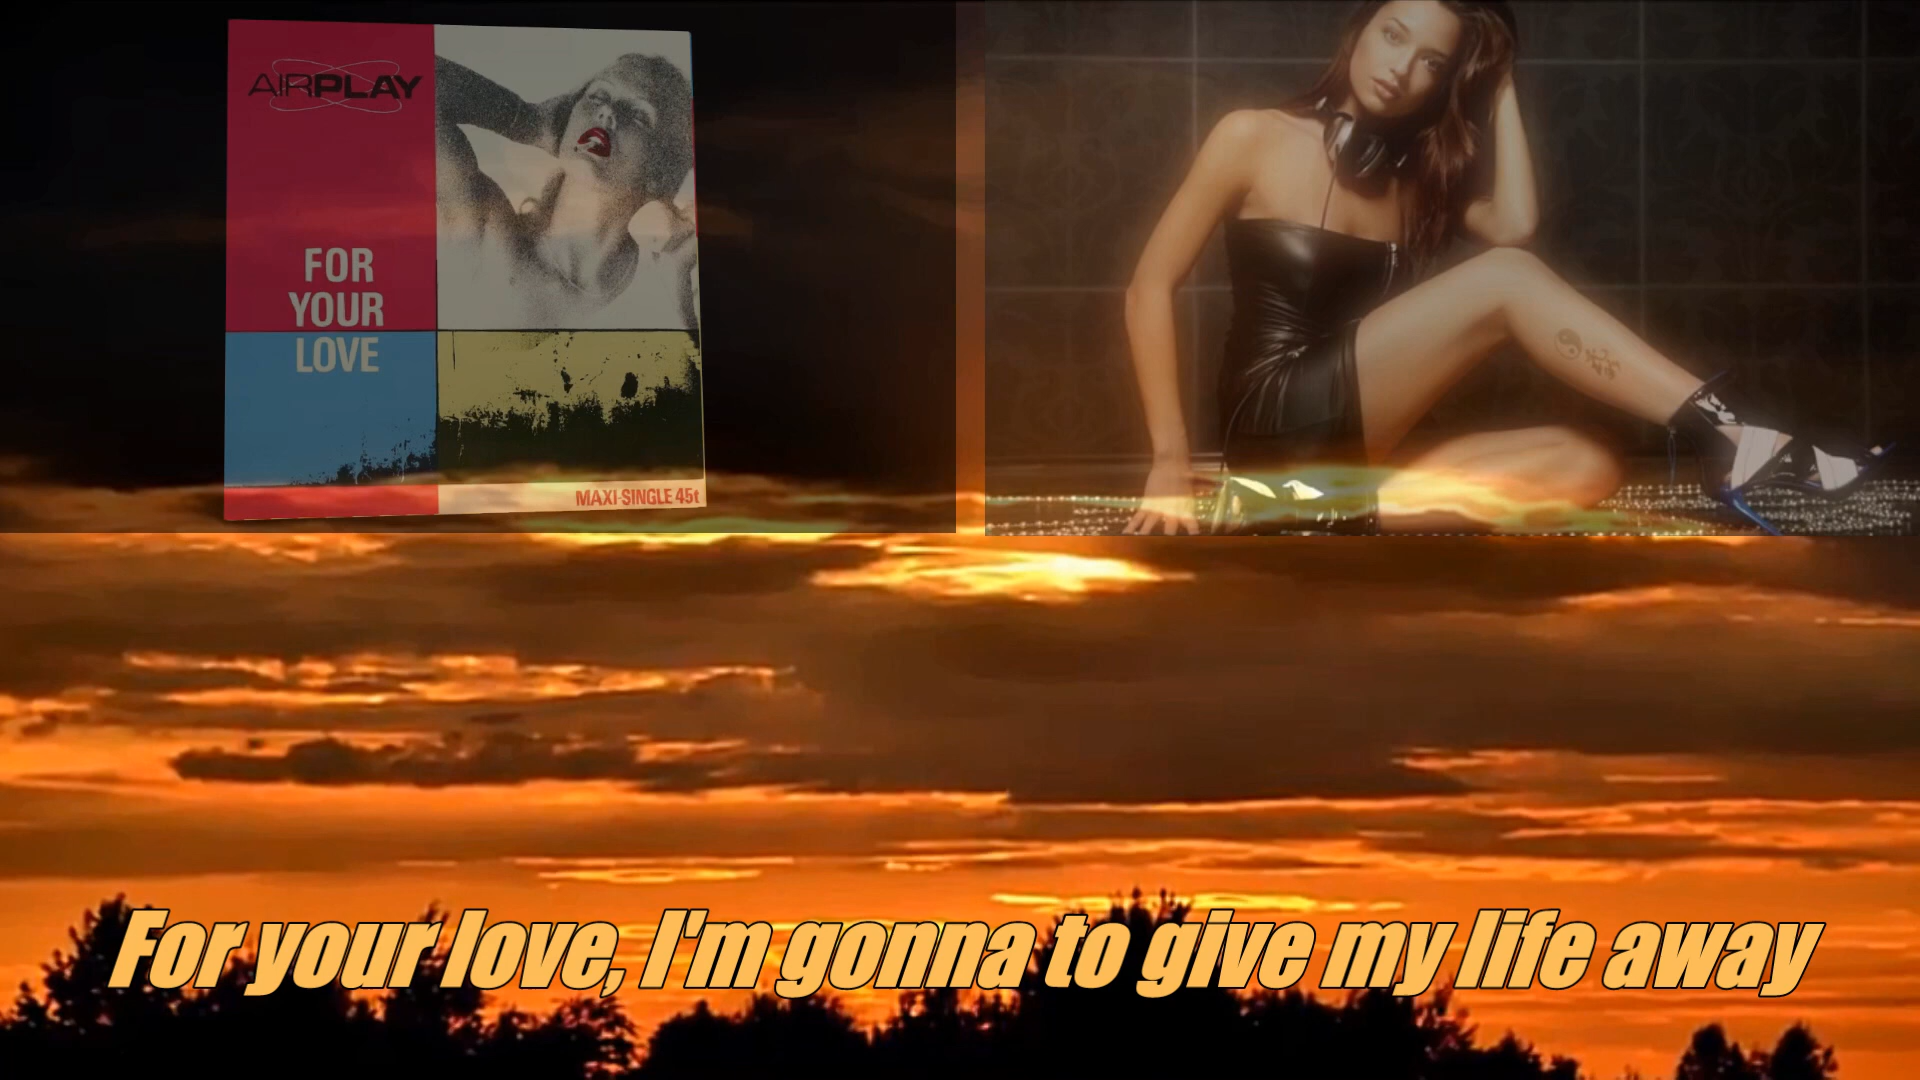 AIRPLAY
FOR
YOUR
LOVE
MAXI-SINGLE 45t
For your love, I'm gonna to give my life away